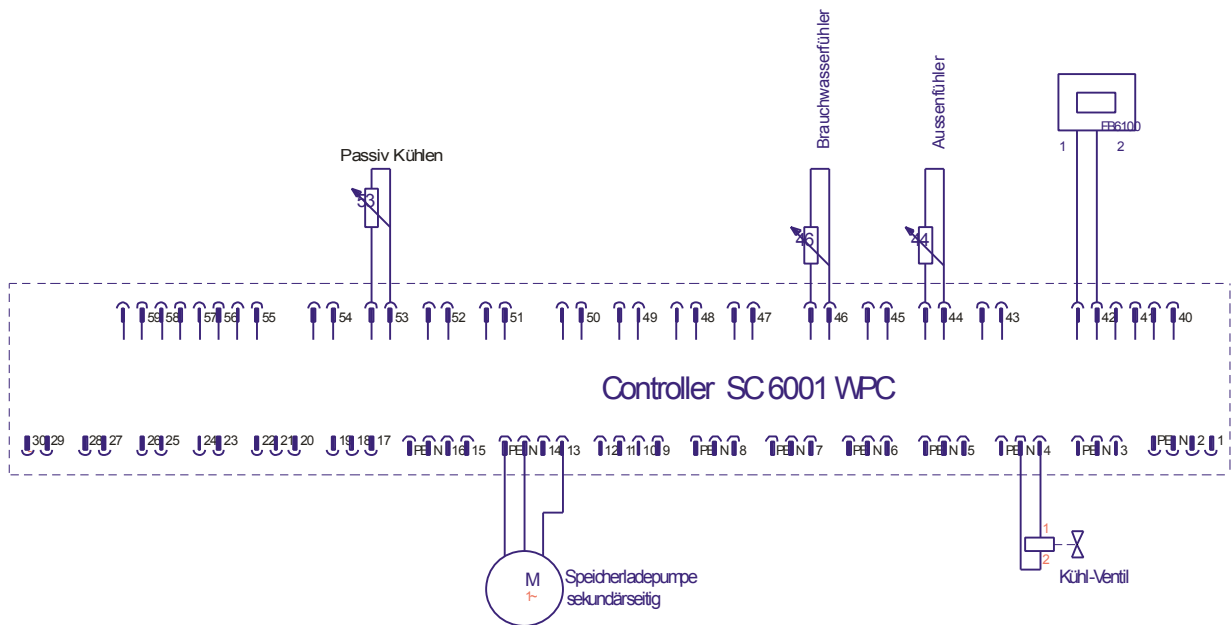 Brauchwasserfühler
Aussenfühler
FB6100
1 2
Passiv Kühlen
53
46
44
59 58 57 56 55 54 53 52 51 50 49 48 47 46 45 44 43 42 41 40
Controller SC 6001 WPC
30 29 28 27 26 25 24 23 22 21 20 19 18 17 PE N 16 15 PE N 14 13 12 11 10 9 PE N 8 PE N 7 PE N 6 PE N 5 PE N 4 PE N 3 PE N 2 1
1
2
M
1~
Speicherladepumpe
sekundärseitig
Kühl-Ventil